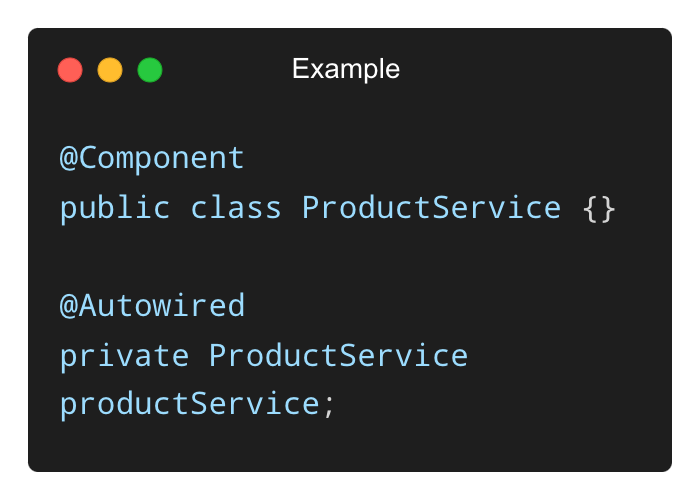 Example
@Component
public class ProductService {}
@Autowired
private ProductService
productService;